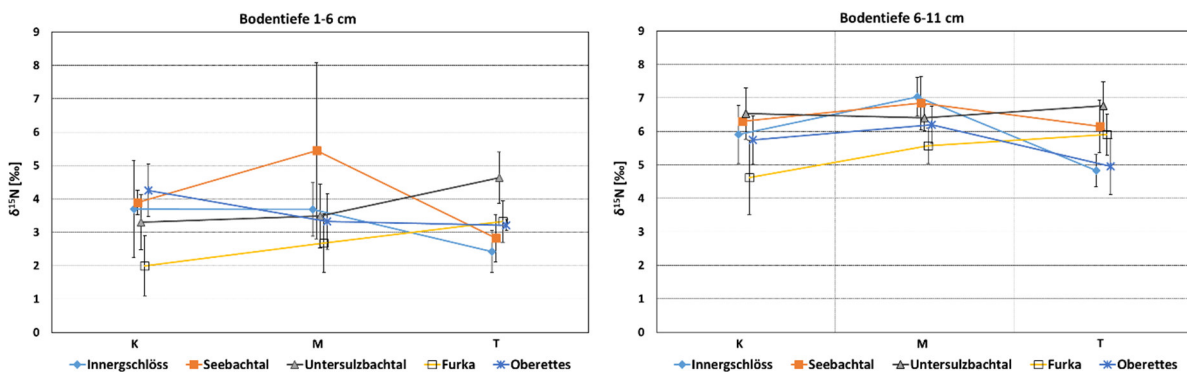 Bodentiefe 1-6 cm
9
8
7
6
5
4
3
2
1
0
δ¹⁵N [‰]
K M T
Innergschlöss Seebachtal Untersulzbachtal Furka Oberettes
Bodentiefe 6-11 cm
9
8
7
6
5
4
3
2
1
0
δ¹⁵N [‰]
K M T
Innergschlöss Seebachtal Untersulzbachtal Furka Oberettes